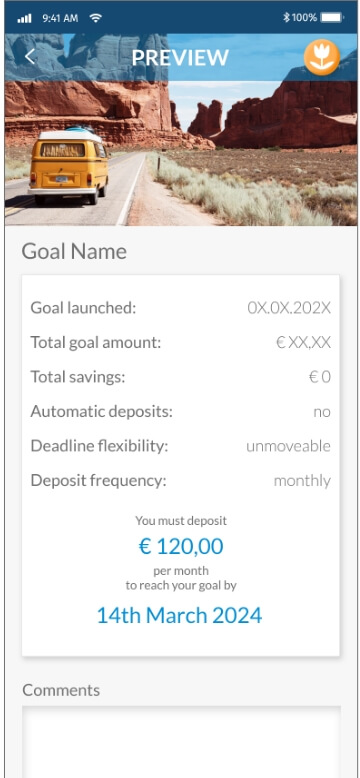 9:41 AM
100%
PREVIEW
Goal Name
Goal launched: 0X.0X.202X
Total goal amount: € XX,XX
Total savings: € 0
Automatic deposits: no
Deadline flexibility: unmoveable
Deposit frequency: monthly
You must deposit
€ 120,00
per month
to reach your goal by
14th March 2024
Comments